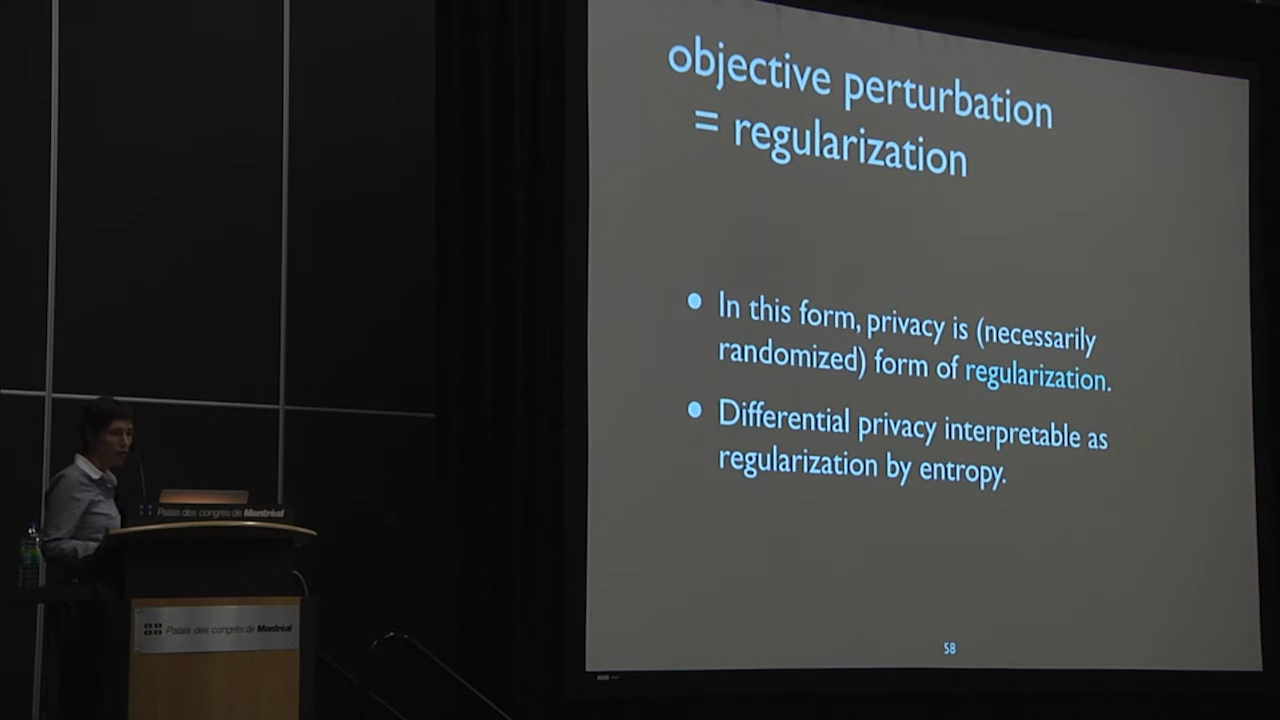 objective perturbation
= regularization
• In this form, privacy is (necessarily
randomized) form of regularization.
• Differential privacy interpretable as
regularization by entropy.
58
Palais des congrès de Montréal
Palais des congrès de Montréal